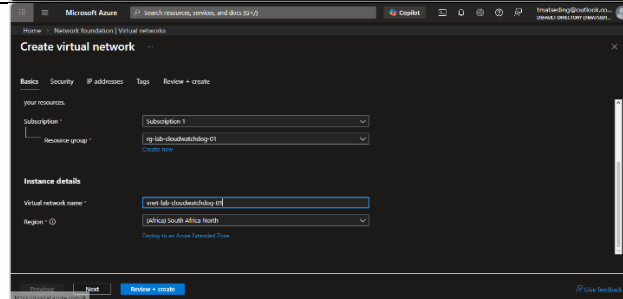 Microsoft Azure
Search resources, services, and docs (G+/)
Copilot
tmatseding@outlook.co...
Home > Network foundation | Virtual networks
Create virtual network ...
Basics Security IP addresses Tags Review + create
your resources.
Subscription *
Subscription 1
Resource group *
rg-lab-cloudwatchdog-01
Create new
Instance details
Virtual network name *
vnet-lab-cloudwatchdog-01
Region *
(Africa) South Africa North
Deploy to an Azure Extended Zone
Previous
Next
Review + create
Give feedback